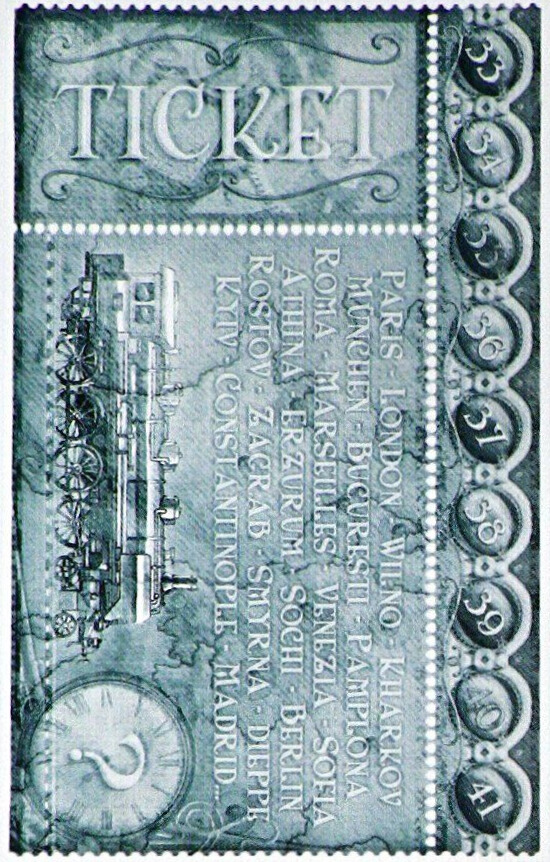 TICKET
PARIS - LONDON WILNO KHARKOV
MÜNCHEN - BUCURESTI - PAMPLONA
ROMA - MARSEILLES VENEZIA - SOFIA
ATHINA ERZURUM SOCHI - BERLIN
ROSTOV - ZAGRAB - SMYRNA - DIEPPE
KYIV - CONSTANTINOPLE - MADRID...
?
33
34
35
36
37
38
39
40
41